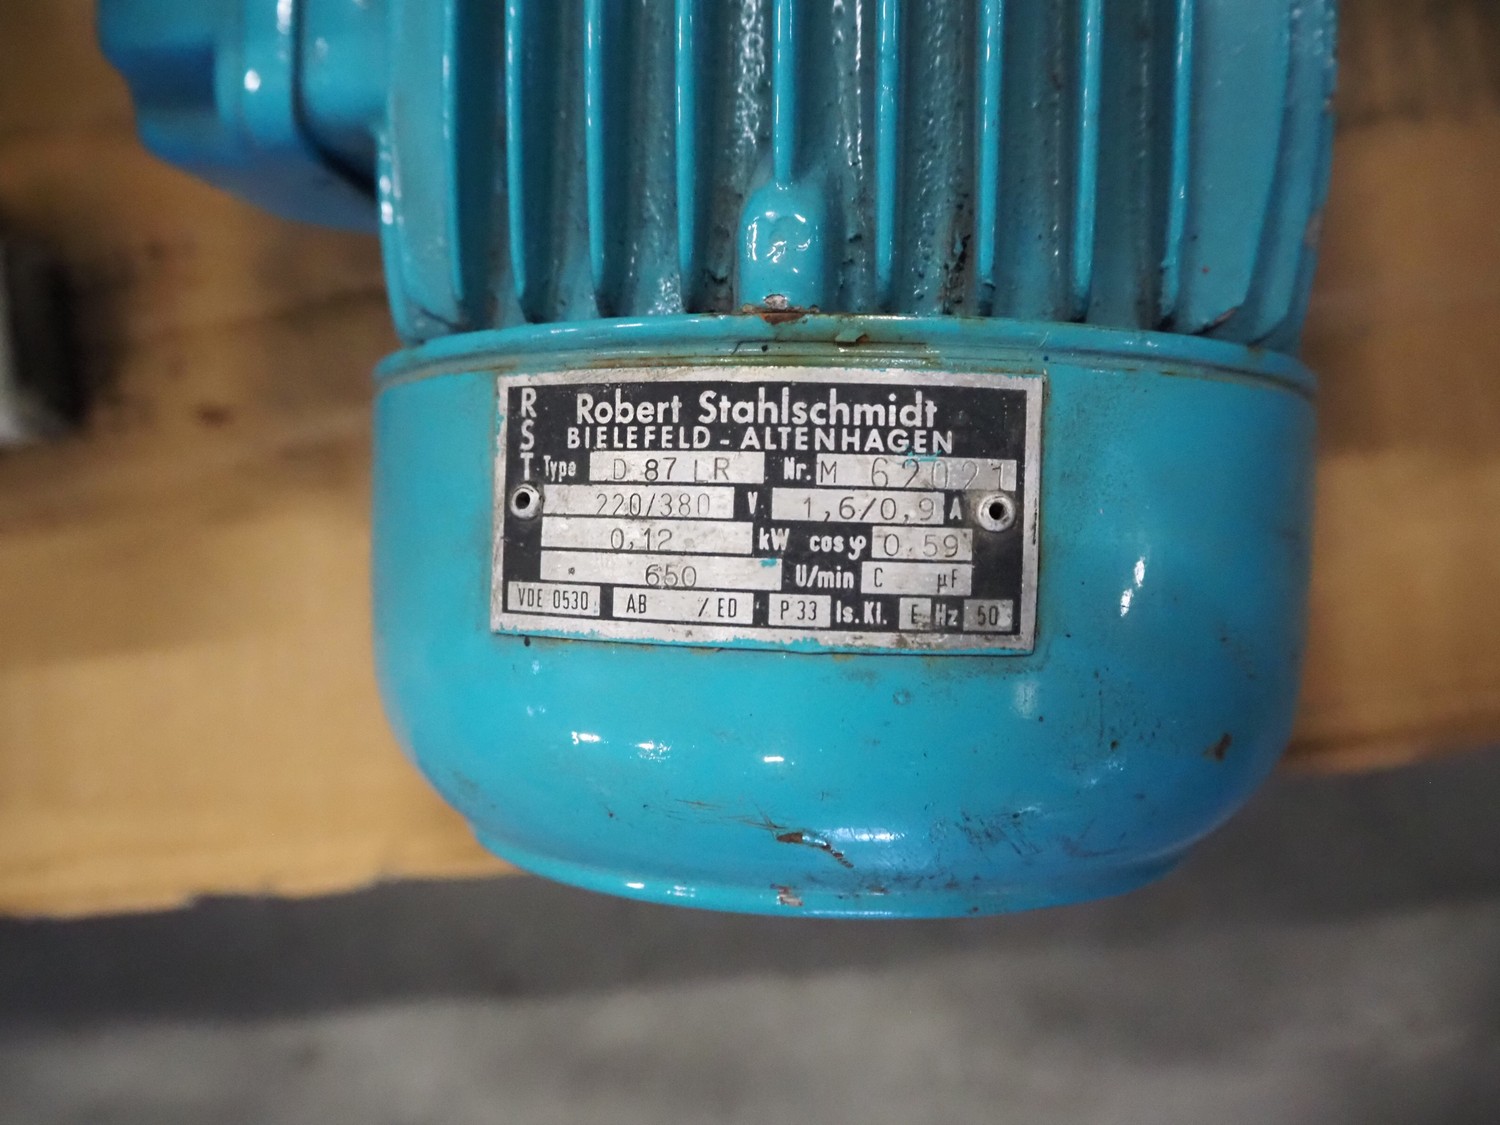 RST
Robert Stahlschmidt
BIELEFELD-ALTENHAGEN
Type D 87 LR Nr. M 62021
220/380 V 1,6/0,9 A
0,12 kW cos φ 0.59
650 U/min C µF
VDE 0530 AB / ED P 33 Is.Kl. E Hz 50